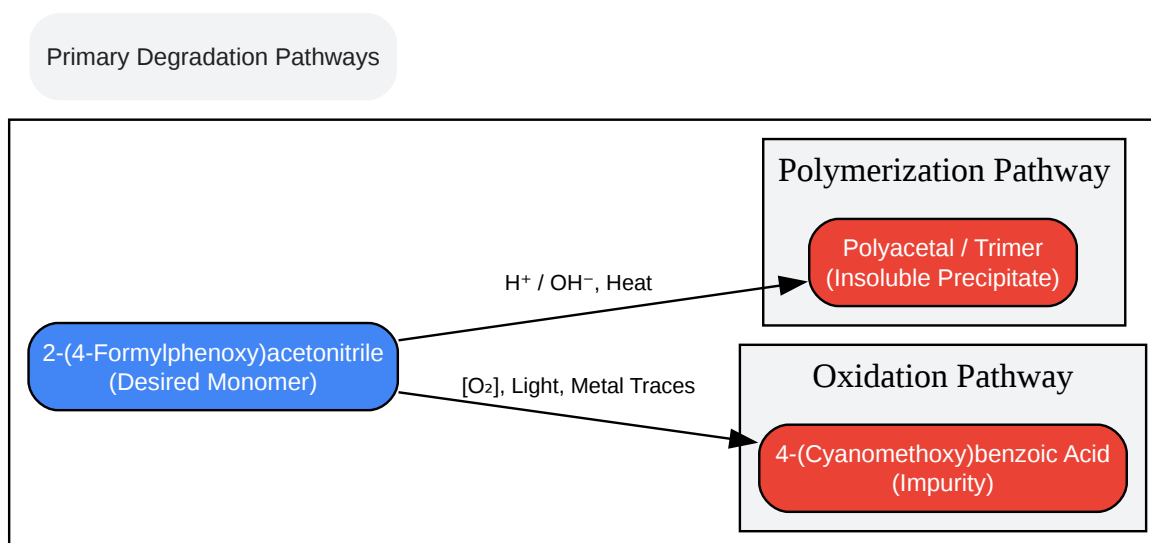 Primary Degradation Pathways
Polymerization Pathway
Polyacetal / Trimer
(Insoluble Precipitate)
H⁺ / OH⁻, Heat
2-(4-Formylphenoxy)acetonitrile
(Desired Monomer)
[O₂], Light, Metal Traces
Oxidation Pathway
4-(Cyanomethoxy)benzoic Acid
(Impurity)